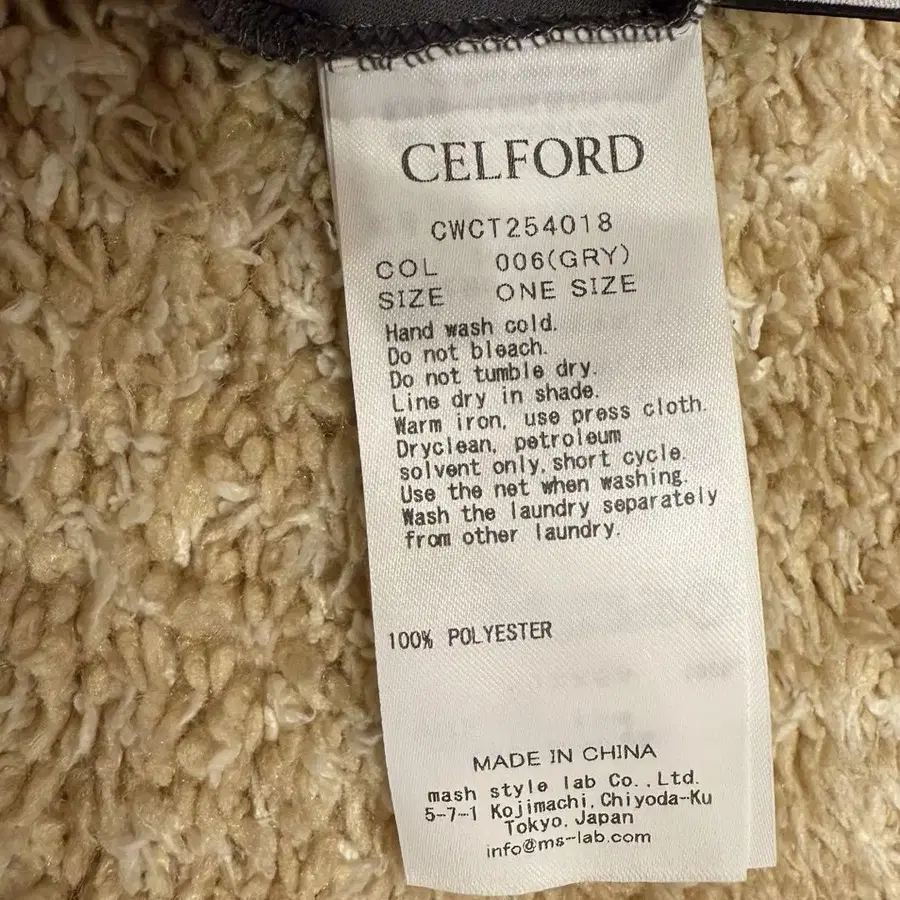 CELFORD
CWCT254018
COL 006(GRY)
SIZE ONE SIZE
Hand wash cold.
Do not bleach.
Do not tumble dry.
Line dry in shade.
Warm iron, use press cloth.
Dryclean, petroleum
solvent only, short cycle.
Use the net when washing.
Wash the laundry separately
from other laundry.
100% POLYESTER
MADE IN CHINA
mash style lab Co.,Ltd.
5-7-1 Kojimachi, Chiyoda-Ku
Tokyo, Japan
info@ms-lab.com